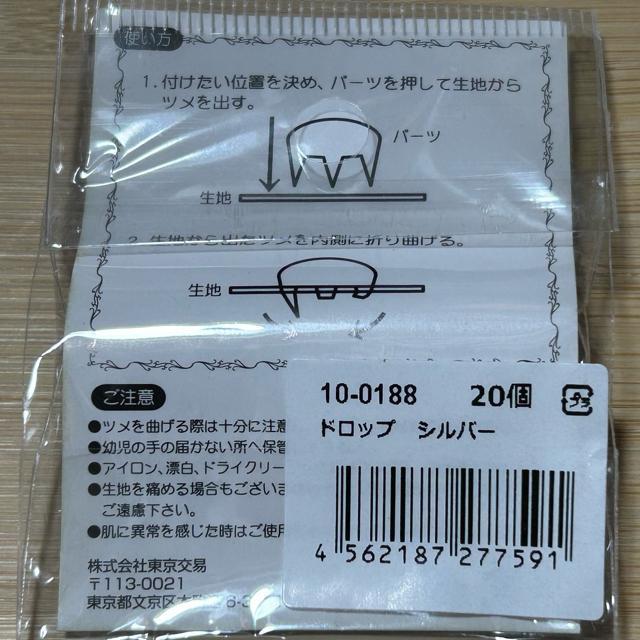 使い方
1. 付けたい位置を決め、パーツを押して生地から
ツメを出す。
パーツ
生地
2. 生地から出たツメを内側に折り曲げる。
生地
ご注意
●ツメを曲げる際は十分に注意
●幼児の手の届かない所へ保管
●アイロン、漂白、ドライクリー
●生地を痛める場合もござい
ご遠慮下さい。
●肌に異常を感じた時はご使用
株式会社東京交易
〒113-0021
東京都文京区本駒込 6-3
10-0188 20個
ドロップ シルバー
4 562187 277591